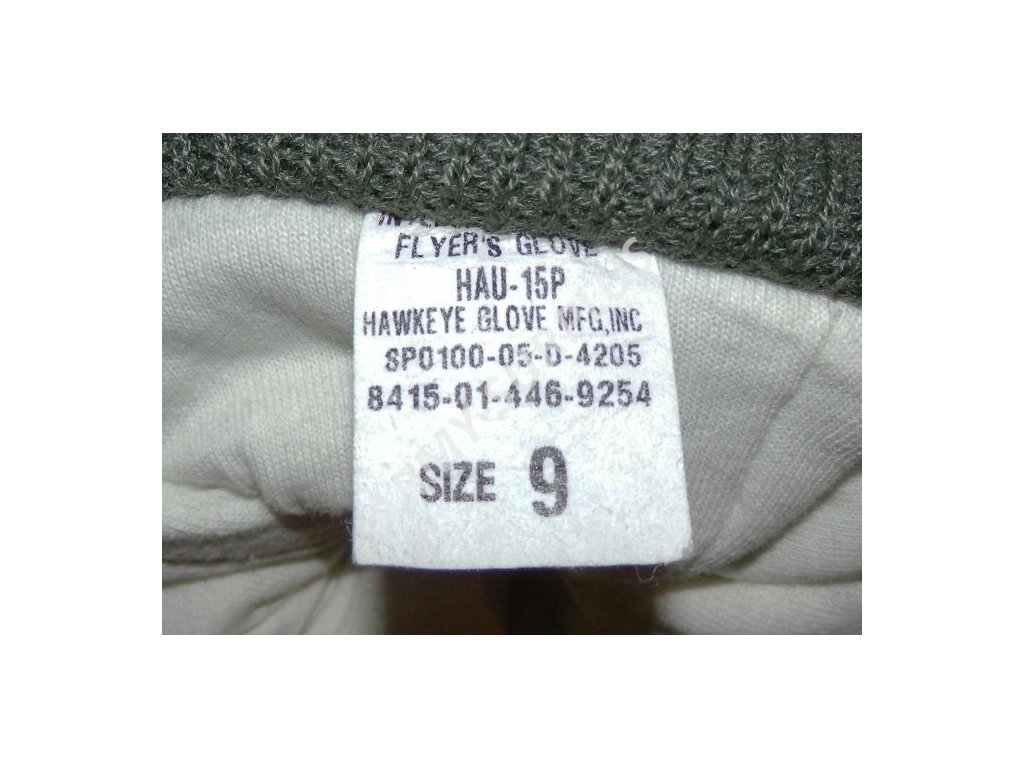 FLYER'S GLOVE
HAU-15P
HAWKEYE GLOVE MFG,INC
SP0100-05-D-4205
8415-01-446-9254
SIZE 9